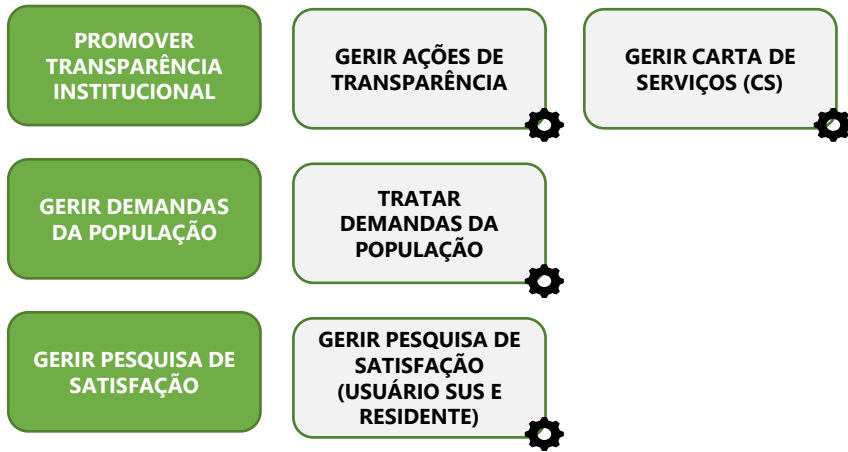 PROMOVER
TRANSPARÊNCIA
INSTITUCIONAL
GERIR AÇÕES DE
TRANSPARÊNCIA
GERIR CARTA DE
SERVIÇOS (CS)
GERIR DEMANDAS
DA POPULAÇÃO
TRATAR
DEMANDAS DA
POPULAÇÃO
GERIR PESQUISA DE
SATISFAÇÃO
GERIR PESQUISA DE
SATISFAÇÃO
(USUÁRIO SUS E
RESIDENTE)